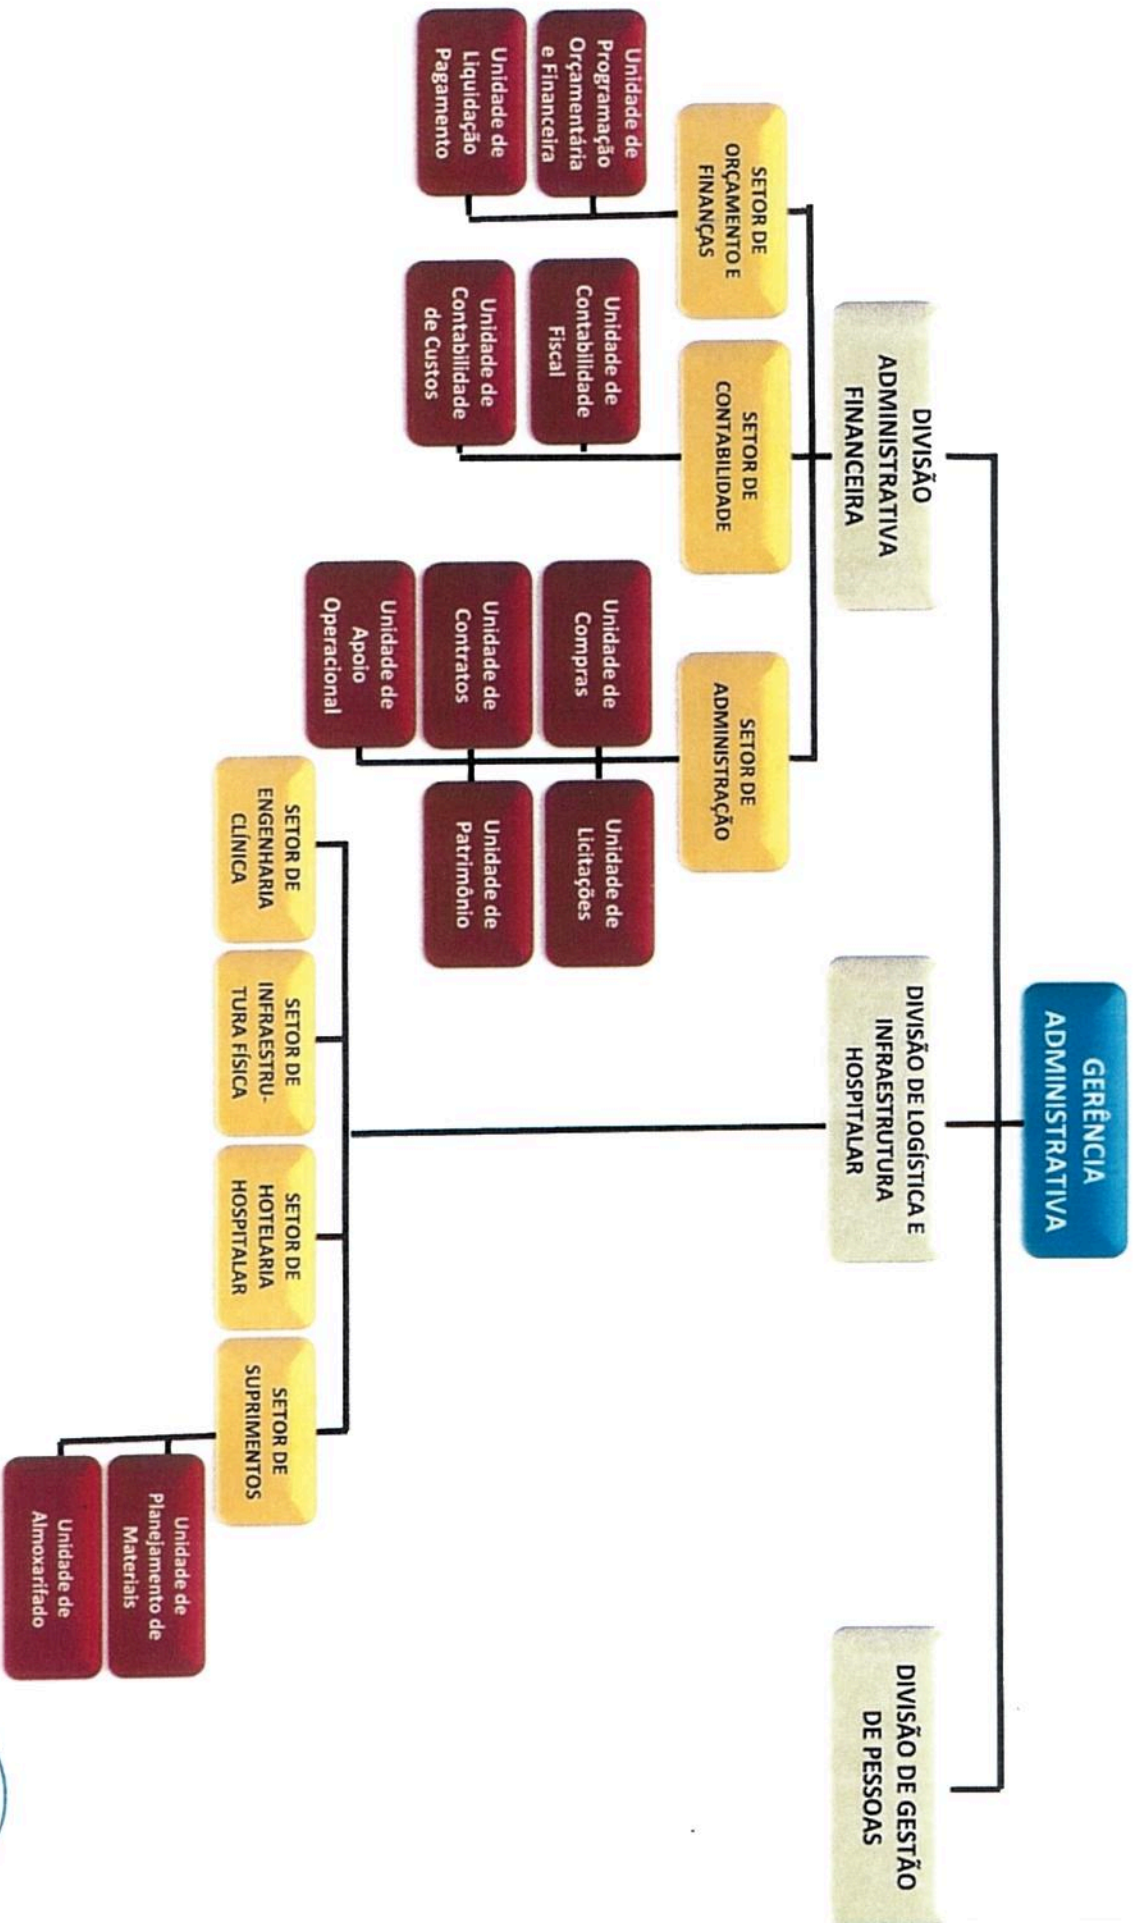 GERÊNCIA
ADMINISTRATIVA
DIVISÃO
ADMINISTRATIVA
FINANCEIRA
DIVISÃO DE LOGÍSTICA E
INFRAESTRUTURA
HOSPITALAR
DIVISÃO DE GESTÃO
DE PESSOAS
SETOR DE
ORÇAMENTO E
FINANÇAS
SETOR DE
CONTABILIDADE
SETOR DE
ADMINISTRAÇÃO
Unidade de
Programação
Orçamentária
e Financeira
Unidade de
Liquidação
Pagamento
Unidade de
Contabilidade
Fiscal
Unidade de
Contabilidade
de Custos
Unidade de
Compras
Unidade de
Licitações
Unidade de
Contratos
Unidade de
Patrimônio
Unidade de
Apoio
Operacional
SETOR DE
ENGENHARIA
CLÍNICA
SETOR DE
INFRAESTRU-
TURA FÍSICA
SETOR DE
HOTELARIA
HOSPITALAR
SETOR DE
SUPRIMENTOS
Unidade de
Planejamento de
Materiais
Unidade de
Almoxarifado